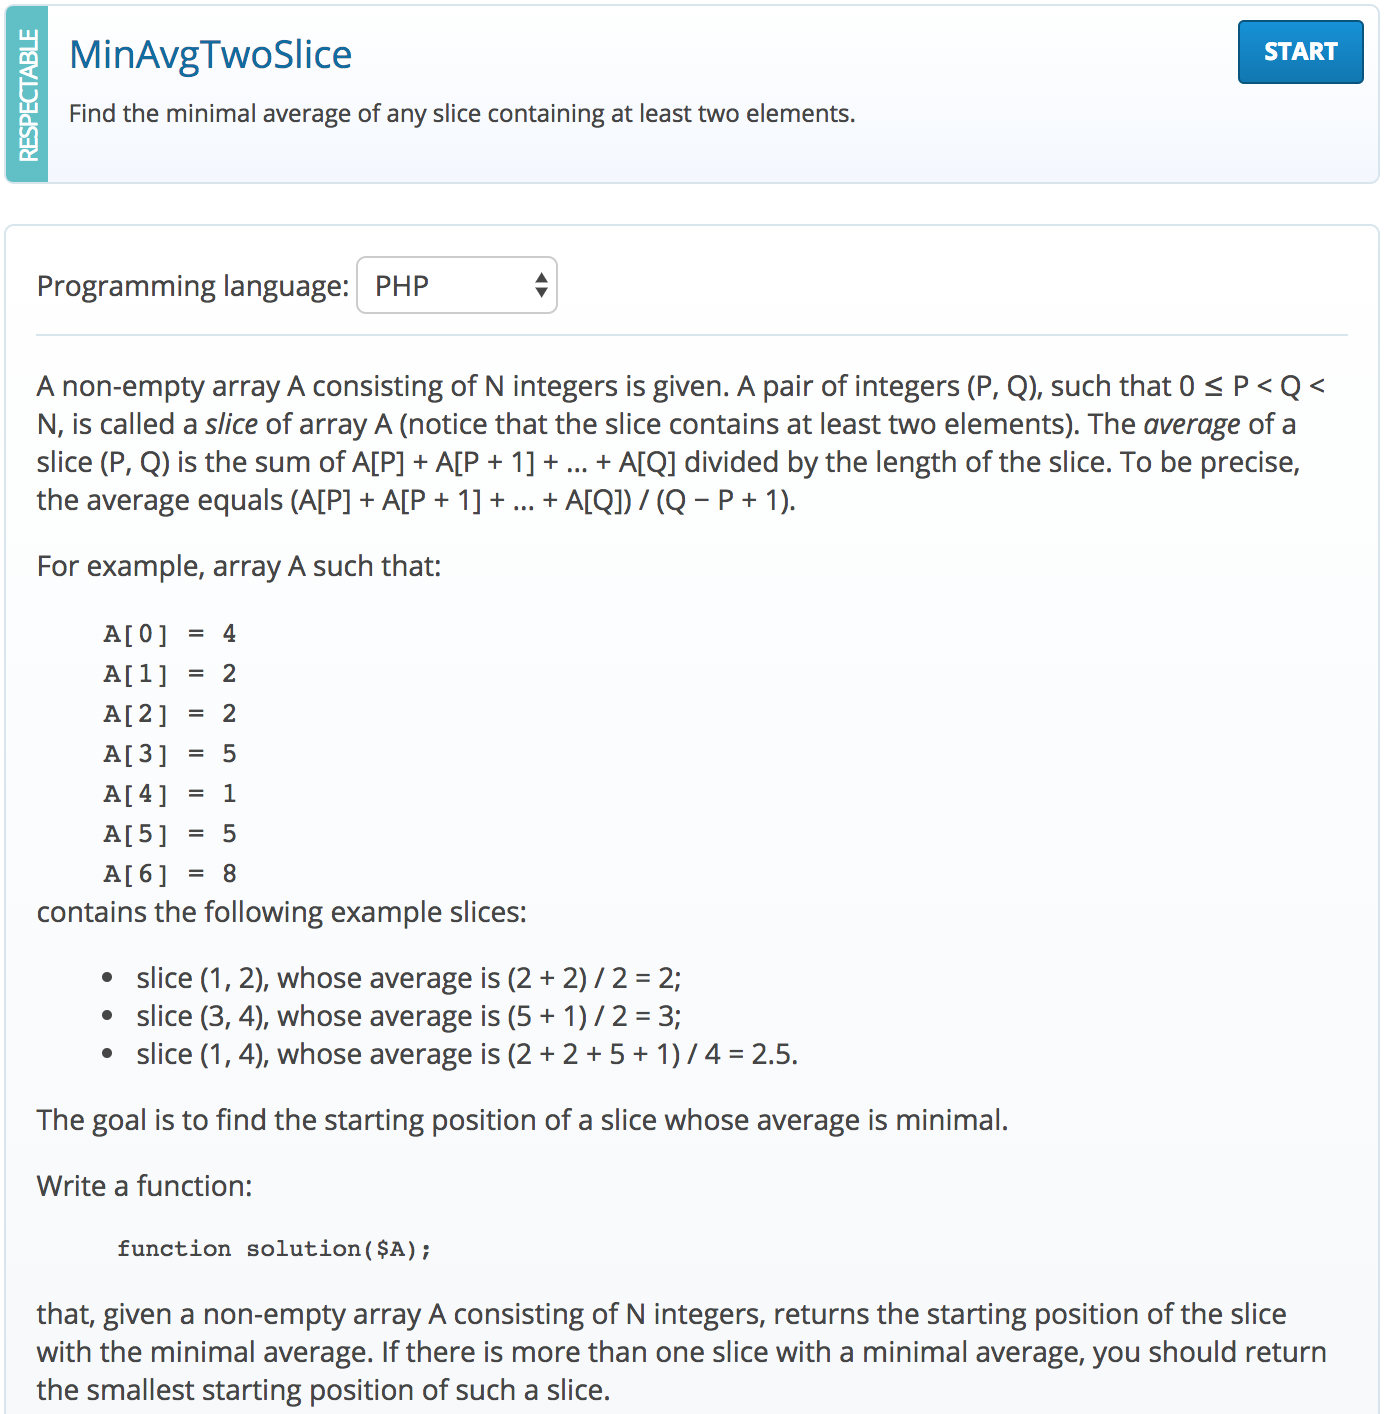 RESPECTABLE
MinAvgTwoSlice
START
Find the minimal average of any slice containing at least two elements.
Programming language: PHP
A non-empty array A consisting of N integers is given. A pair of integers (P, Q), such that 0 ≤ P < Q <
N, is called a slice of array A (notice that the slice contains at least two elements). The average of a
slice (P, Q) is the sum of A[P] + A[P + 1] + ... + A[Q] divided by the length of the slice. To be precise,
the average equals (A[P] + A[P + 1] + ... + A[Q]) / (Q − P + 1).
For example, array A such that:
A[0] = 4
A[1] = 2
A[2] = 2
A[3] = 5
A[4] = 1
A[5] = 5
A[6] = 8
contains the following example slices:
• slice (1, 2), whose average is (2 + 2) / 2 = 2;
• slice (3, 4), whose average is (5 + 1) / 2 = 3;
• slice (1, 4), whose average is (2 + 2 + 5 + 1) / 4 = 2.5.
The goal is to find the starting position of a slice whose average is minimal.
Write a function:
function solution($A);
that, given a non-empty array A consisting of N integers, returns the starting position of the slice
with the minimal average. If there is more than one slice with a minimal average, you should return
the smallest starting position of such a slice.